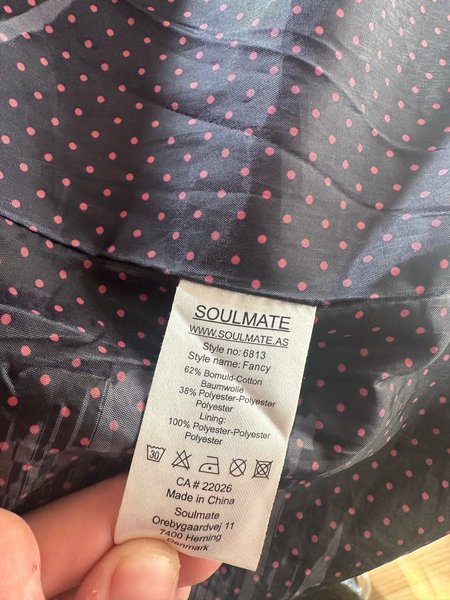 SOULMATE
WWW.SOULMATE.AS
Style no: 6813
Style name: Fancy
62% Bomuld-Cotton
Baumwolle
38% Polyester-Polyester
Polyester
Lining:
100% Polyester-Polyester
Polyester
30
CA # 22026
Made in China
Soulmate
Orebygaardvej 11
7400 Herning
Denmark